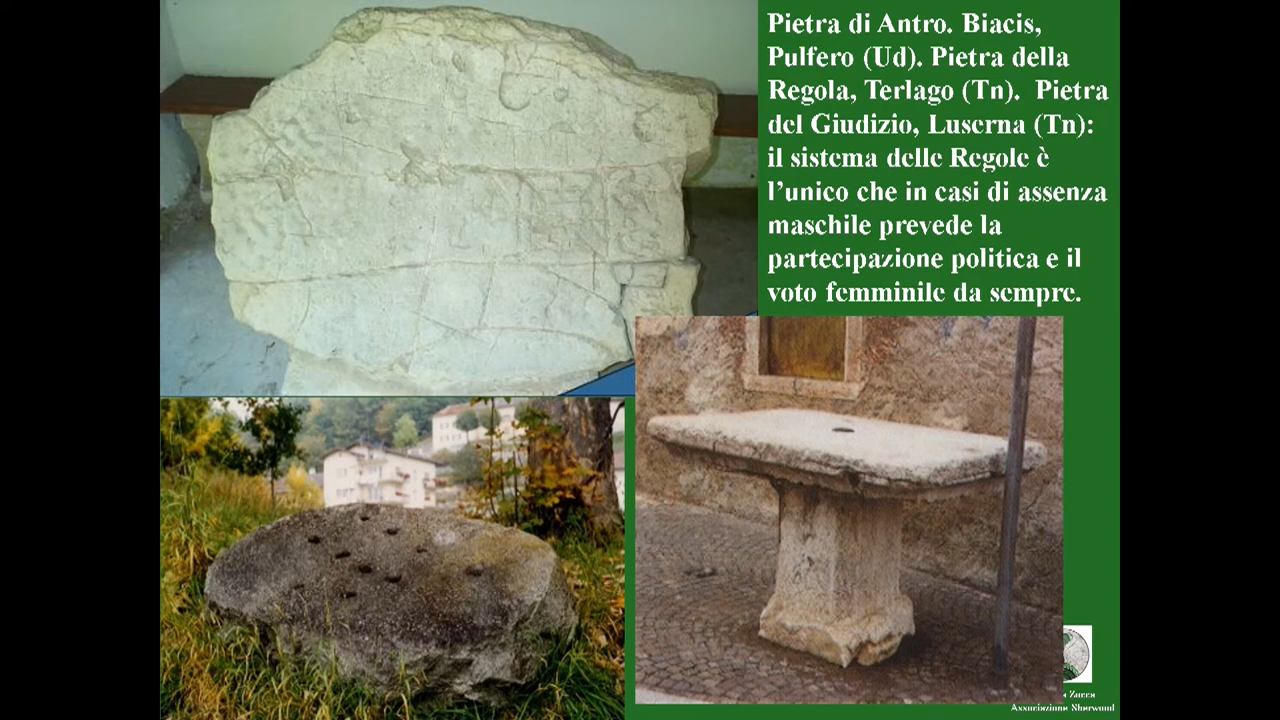 Pietra di Antro. Biacis,
Pulfero (Ud). Pietra della
Regola, Terlago (Tn). Pietra
del Giudizio, Luserna (Tn):
il sistema delle Regole è
l'unico che in casi di assenza
maschile prevede la
partecipazione politica e il
voto femminile da sempre.
Zucca
Associazione Sherwood